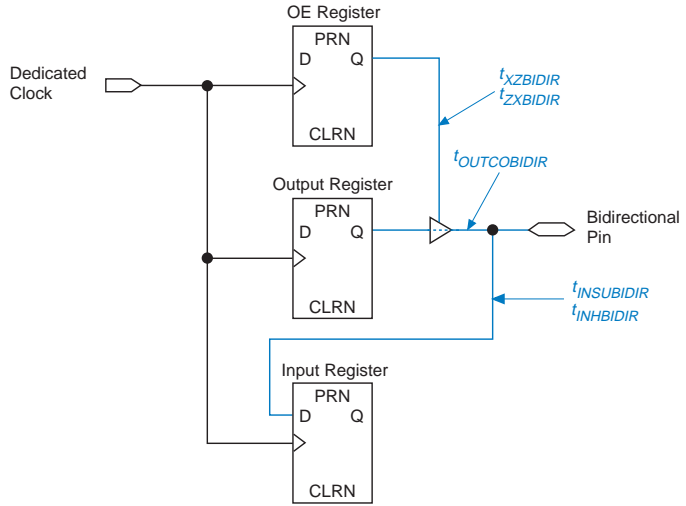 OE Register
PRN
D Q
CLRN
Dedicated
Clock
tXZBIDIR
tZXBIDIR
tOUTCOBIDIR
Output Register
PRN
D Q
CLRN
Bidirectional
Pin
tINSUBIDIR
tINHBIDIR
Input Register
PRN
D Q
CLRN